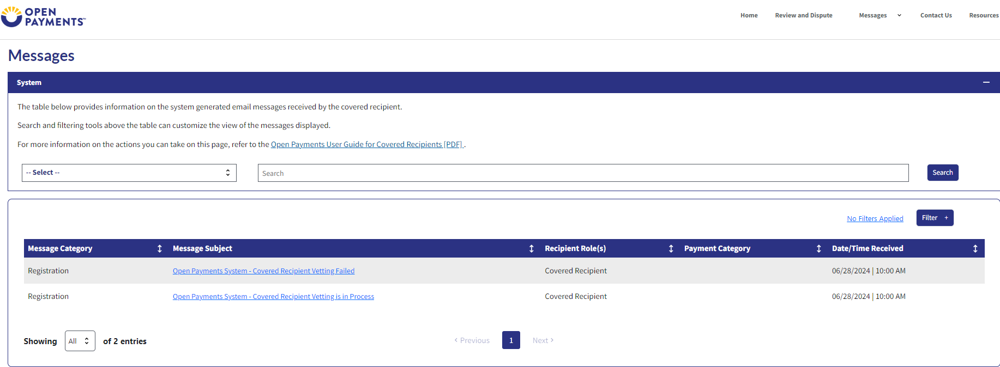 OPEN
PAYMENTS™
Home Review and Dispute Messages Contact Us Resources
Messages
System
The table below provides information on the system generated email messages received by the covered recipient.
Search and filtering tools above the table can customize the view of the messages displayed.
For more information on the actions you can take on this page, refer to the Open Payments User Guide for Covered Recipients [PDF] .
-- Select -- Search Search
No Filters Applied Filter +
Message Category Message Subject Recipient Role(s) Payment Category Date/Time Received
Registration Open Payments System - Covered Recipient Vetting Failed Covered Recipient 06/28/2024 | 10:00 AM
Registration Open Payments System - Covered Recipient Vetting is in Process Covered Recipient 06/28/2024 | 10:00 AM
Showing All of 2 entries ‹ Previous 1 Next ›